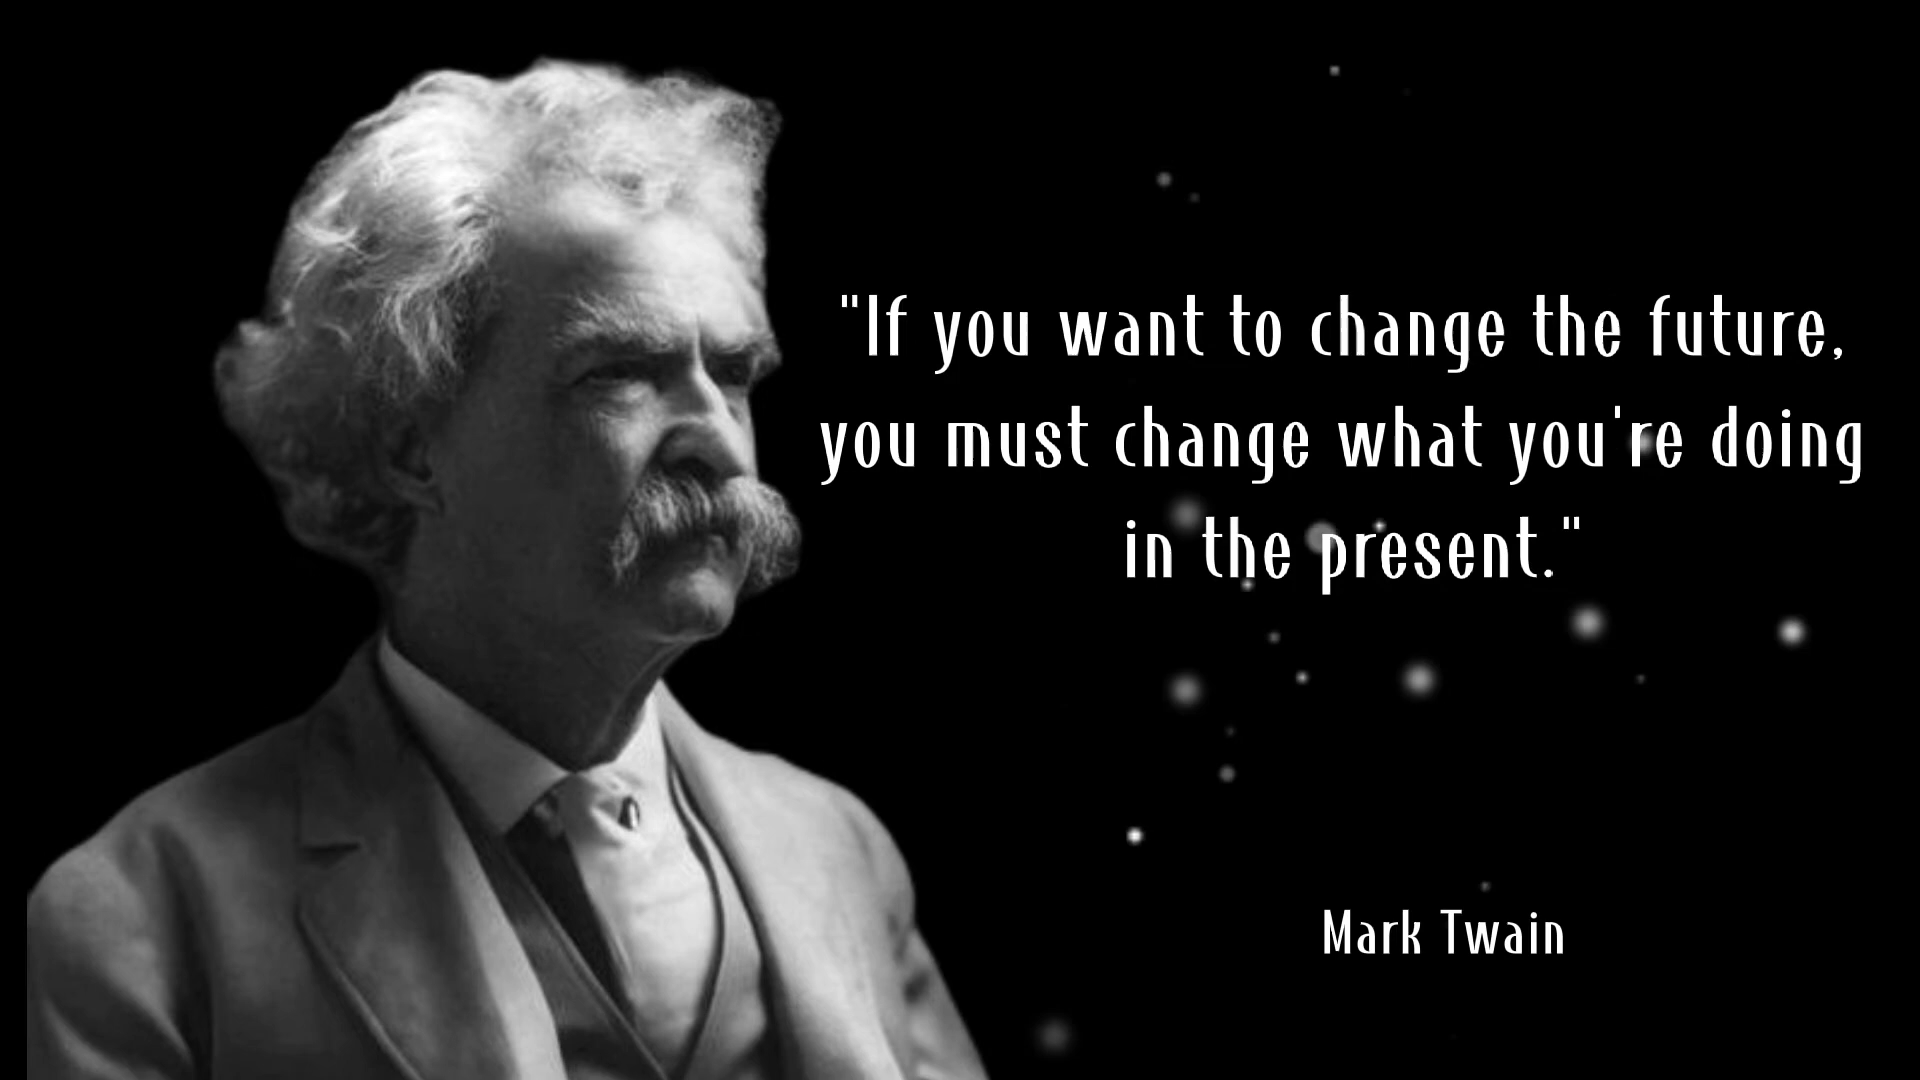 "If you want to change the future,
you must change what you're doing
in the present."
Mark Twain